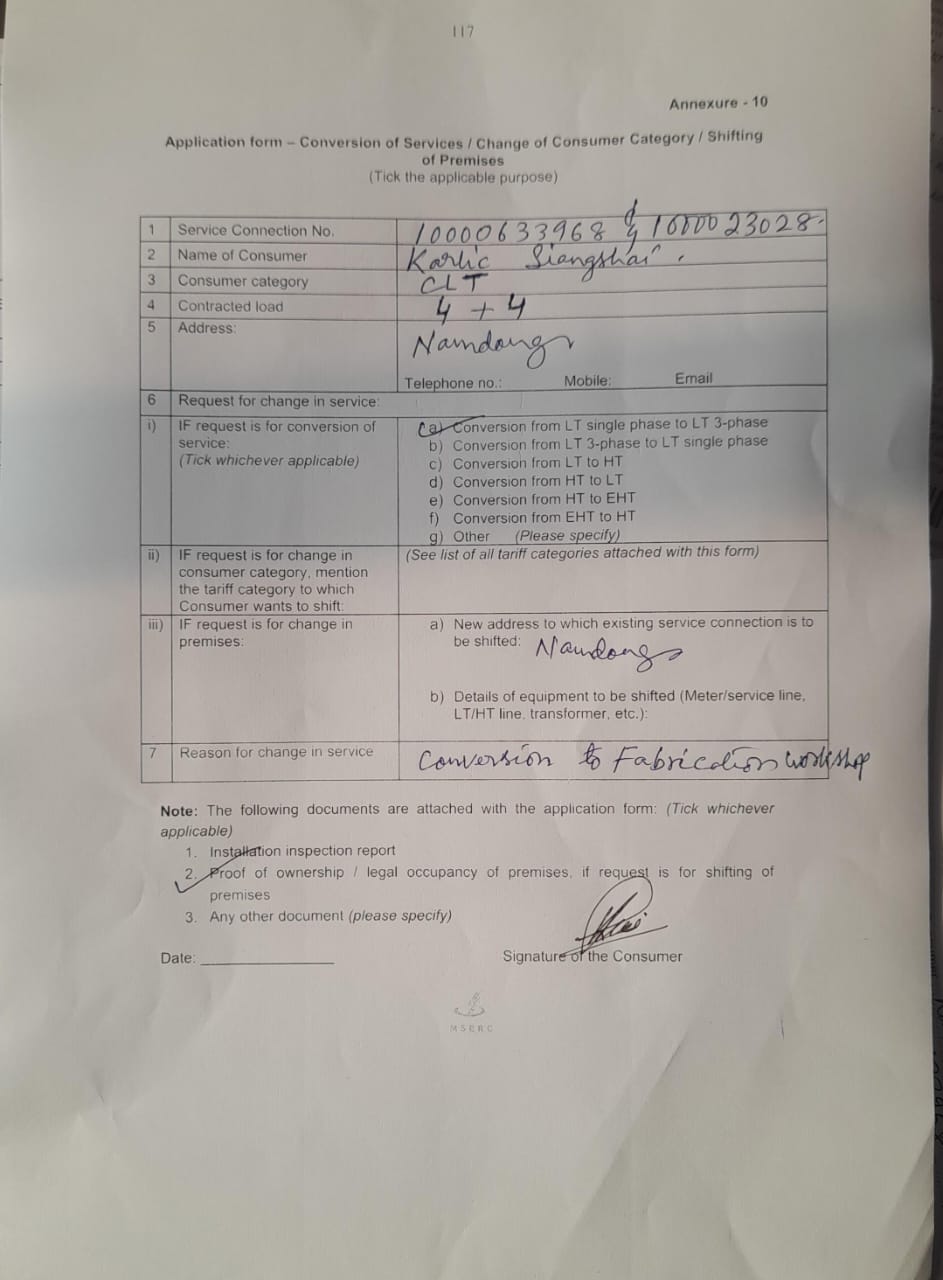 117
Annexure - 10
Application form – Conversion of Services / Change of Consumer Category / Shifting
of Premises
(Tick the applicable purpose)
1 Service Connection No. 10000633968 & 1000023028
2 Name of Consumer Karlic Siangshai
3 Consumer category CLT
4 Contracted load 4 + 4
5 Address: Namdong
Telephone no.: Mobile: Email
6 Request for change in service:
i) IF request is for conversion of service:
(Tick whichever applicable)
a) Conversion from LT single phase to LT 3-phase
b) Conversion from LT 3-phase to LT single phase
c) Conversion from LT to HT
d) Conversion from HT to LT
e) Conversion from HT to EHT
f) Conversion from EHT to HT
g) Other (Please specify)
ii) IF request is for change in
consumer category, mention
the tariff category to which
Consumer wants to shift:
(See list of all tariff categories attached with this form)
iii) IF request is for change in
premises:
a) New address to which existing service connection is to
be shifted: Namdong
b) Details of equipment to be shifted (Meter/service line,
LT/HT line, transformer, etc.):
7 Reason for change in service Conversion to Fabrication workshop
Note: The following documents are attached with the application form: (Tick whichever
applicable)
1. Installation inspection report
2. Proof of ownership / legal occupancy of premises, if request is for shifting of
premises
3. Any other document (please specify)
Date:
Signature of the Consumer
MSERC